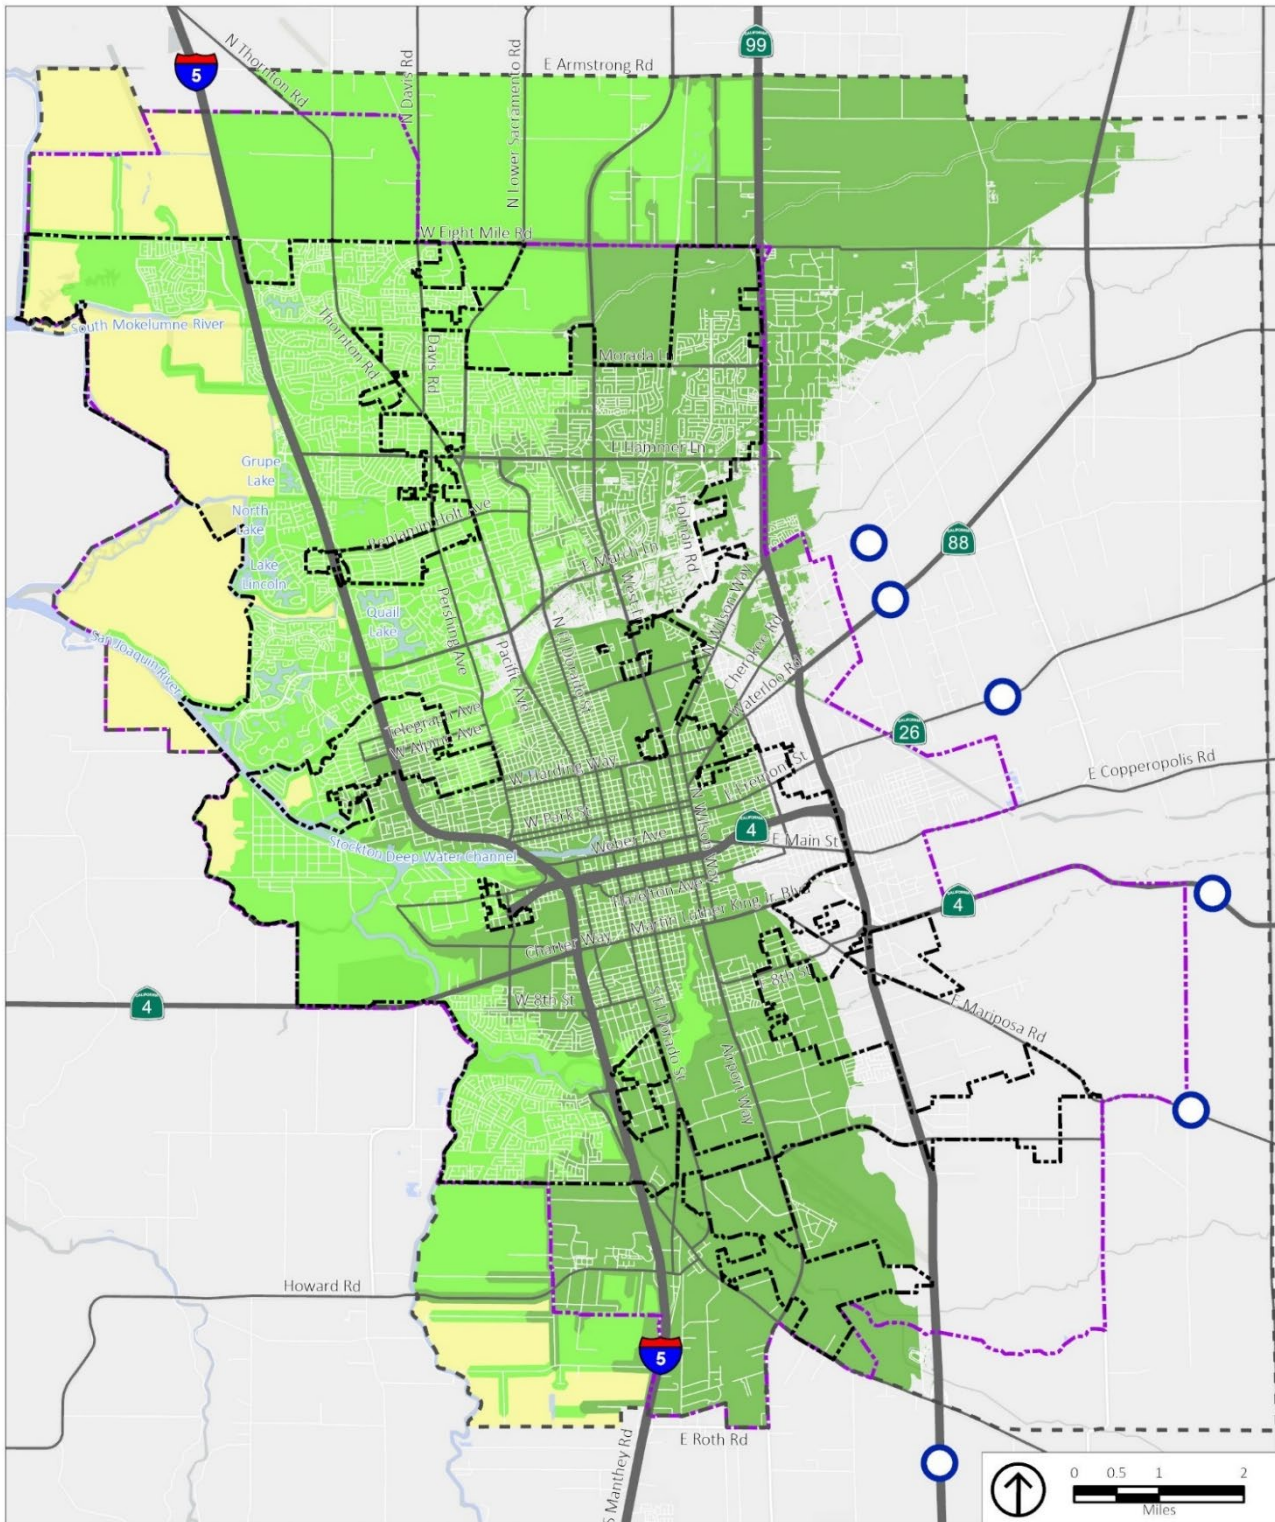 CALIFORNIA
99
5
E Armstrong Rd
N Thornton Rd
N Davis Rd
N Lower Sacramento Rd
W Eight Mile Rd
South Mokelumne River
Thornton Rd
Davis Rd
Morada Ln
E Hammer Ln
Grupe
Lake
North
Lake
Benjamin Holt Ave
Holman Rd
E March Ln
CALIFORNIA
88
Lake
Lincoln
Quail
Lake
Pershing Ave
West Ln
N Wilson Way
Cherokee Rd
San Joaquin River
Pacific Ave
N El Dorado St
Waterloo Rd
Telegraph Ave
W Alpine Ave
CALIFORNIA
26
W Harding Way
E Fremont St
E Copperopolis Rd
W Park St
N Wilson Way
Weber Ave
CALIFORNIA
4
E Main St
Stockton Deep Water Channel
Hazelton Ave
Martin Luther King Jr Blvd
CALIFORNIA
4
Charter Way
E 8th St
W 8th St
CALIFORNIA
4
E Mariposa Rd
S El Dorado St
Airport Way
Howard Rd
5
E Roth Rd
S Manthey Rd
0 0.5 1 2
Miles